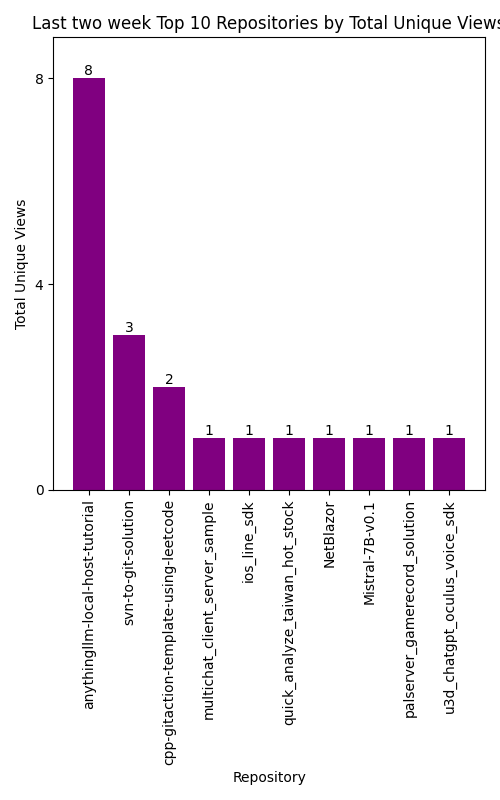 Last two week Top 10 Repositories by Total Unique Views
8
4
0
Total Unique Views
8
3
2
1
1
1
1
1
1
1
anythingllm-local-host-tutorial
svn-to-git-solution
cpp-gitaction-template-using-leetcode
multichat_client_server_sample
ios_line_sdk
quick_analyze_taiwan_hot_stock
NetBlazor
Mistral-7B-v0.1
palserver_gamerecord_solution
u3d_chatgpt_oculus_voice_sdk
Repository